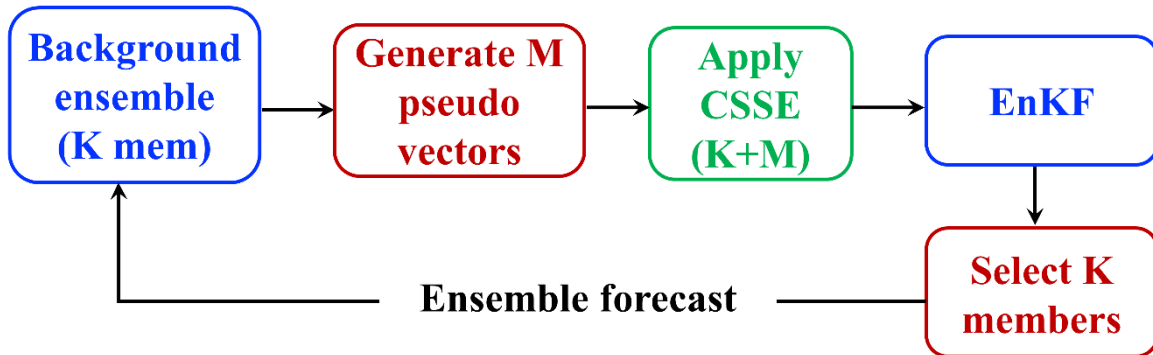 Background
ensemble
(K mem)
Generate M
pseudo
vectors
Apply
CSSE
(K+M)
EnKF
Select K
members
Ensemble forecast